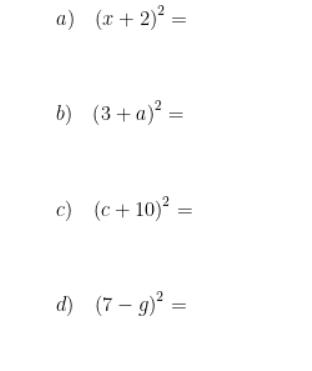 a) (x + 2)² =
b) (3 + a)² =
c) (c + 10)² =
d) (7 − g)² =